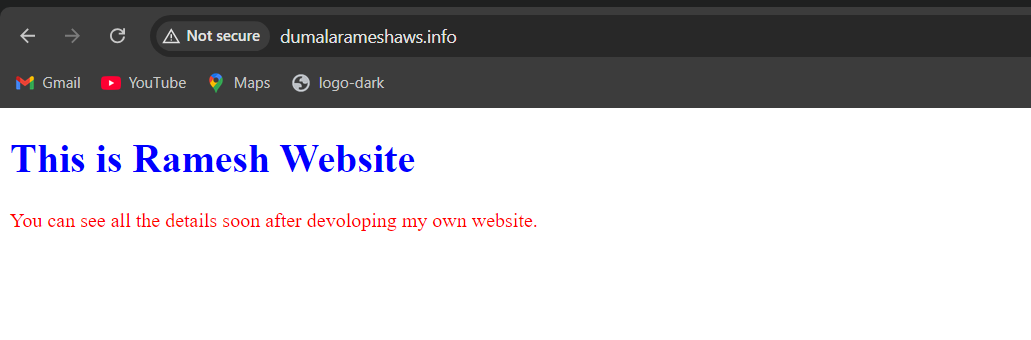 Not secure dumalarameshaws.info
Gmail YouTube Maps logo-dark
This is Ramesh Website
You can see all the details soon after devoloping my own website.